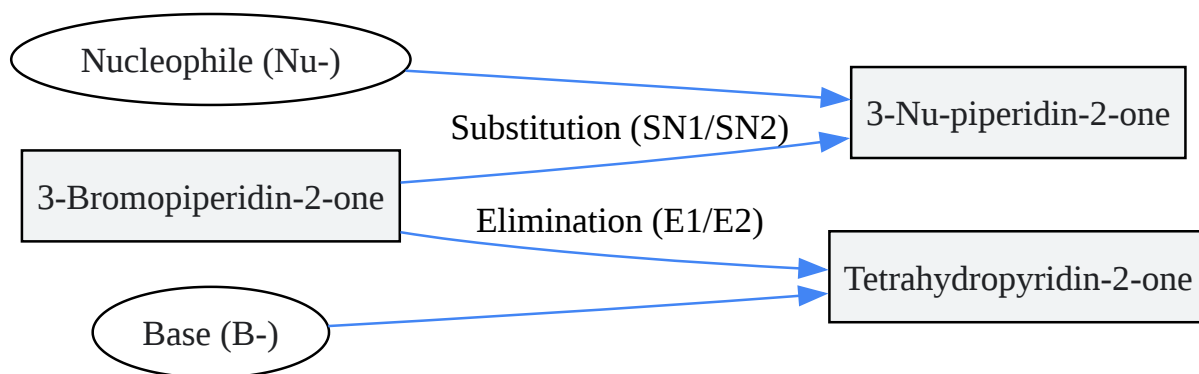 Nucleophile (Nu-)
3-Nu-piperidin-2-one
Substitution (SN1/SN2)
3-Bromopiperidin-2-one
Elimination (E1/E2)
Tetrahydropyridin-2-one
Base (B-)